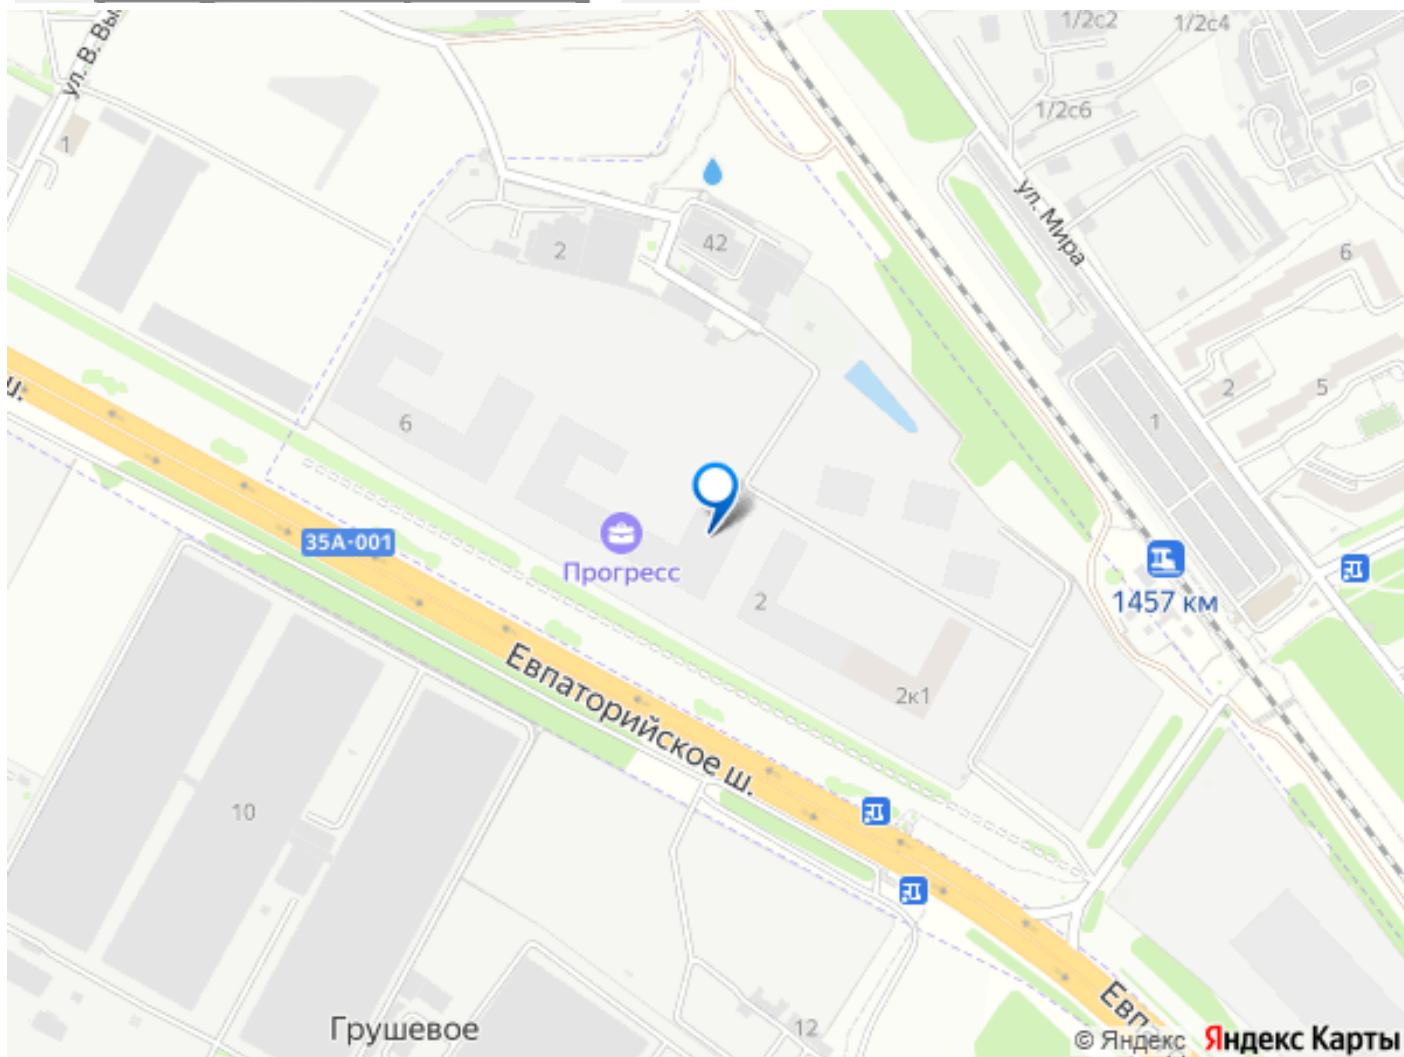 1/2с2
1/2с4
ул. В. Вы
1/2с6
1
ул. Мира
42
2
6
2
5
1
6
35А-001
Прогресс
1457 км
2
2к1
Евпаторийское ш.
ш.
10
Грушевое
12
Евп
© Яндекс Яндекс Карты